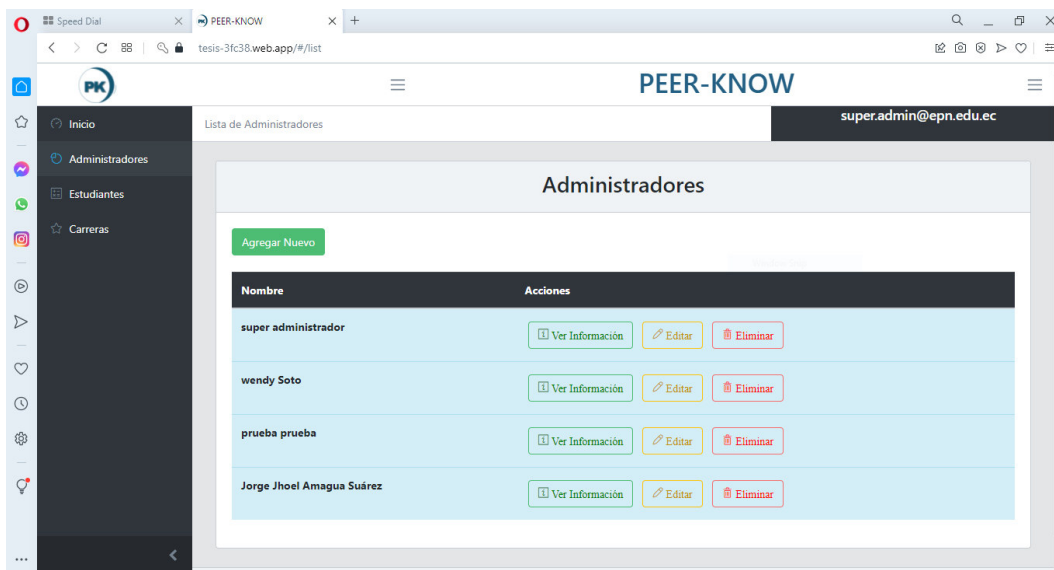 Speed Dial PEER-KNOW
tesis-3fc38.web.app/#/list
PK PEER-KNOW
Inicio
Administradores
Estudiantes
Carreras
Lista de Administradores super.admin@epn.edu.ec
Administradores
Agregar Nuevo
Nombre Acciones
super administrador Ver Información Editar Eliminar
wendy Soto Ver Información Editar Eliminar
prueba prueba Ver Información Editar Eliminar
Jorge Jhoel Amagua Suárez Ver Información Editar Eliminar